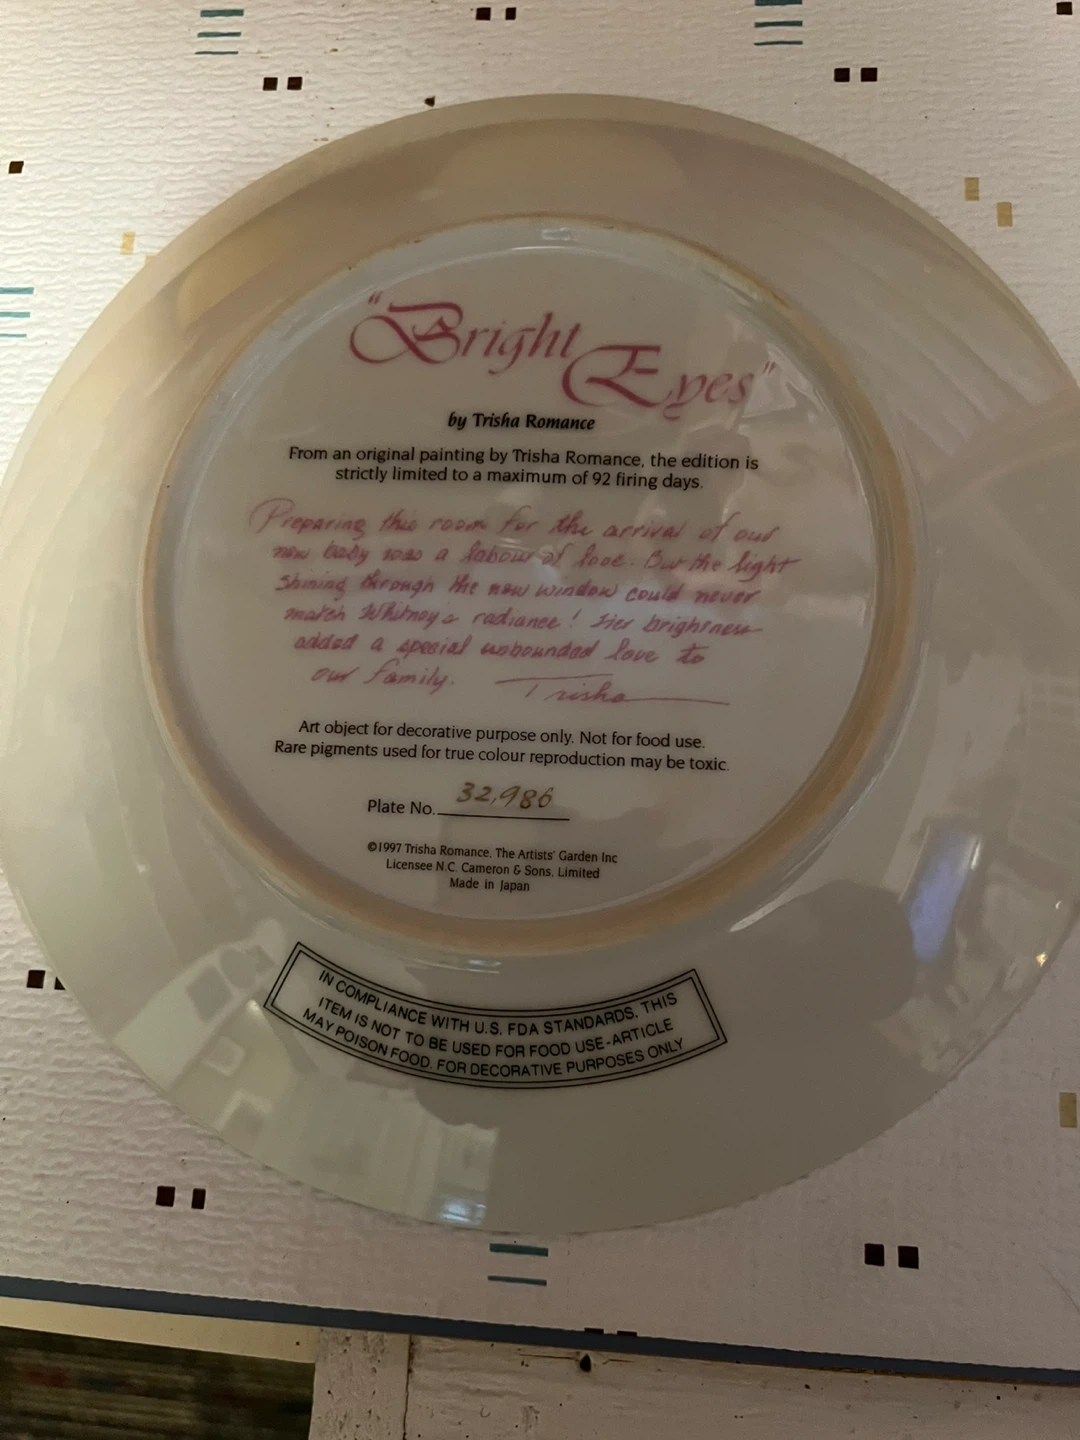 "Bright
Eyes"
by Trisha Romance
From an original painting by Trisha Romance, the edition is
strictly limited to a maximum of 92 firing days.
Preparing this room for the arrival of our
new baby was a labour of love. But the light
shining through the new window could never
match Whitney's radiance! Her brightness
added a special unbounded love to
our family. Trisha
Art object for decorative purpose only. Not for food use.
Rare pigments used for true colour reproduction may be toxic.
Plate No. 32,986
©1997 Trisha Romance, The Artists' Garden Inc
Licensee N.C. Cameron & Sons, Limited
Made in Japan
IN COMPLIANCE WITH U.S. FDA STANDARDS, THIS
ITEM IS NOT TO BE USED FOR FOOD USE-ARTICLE
MAY POISON FOOD. FOR DECORATIVE PURPOSES ONLY